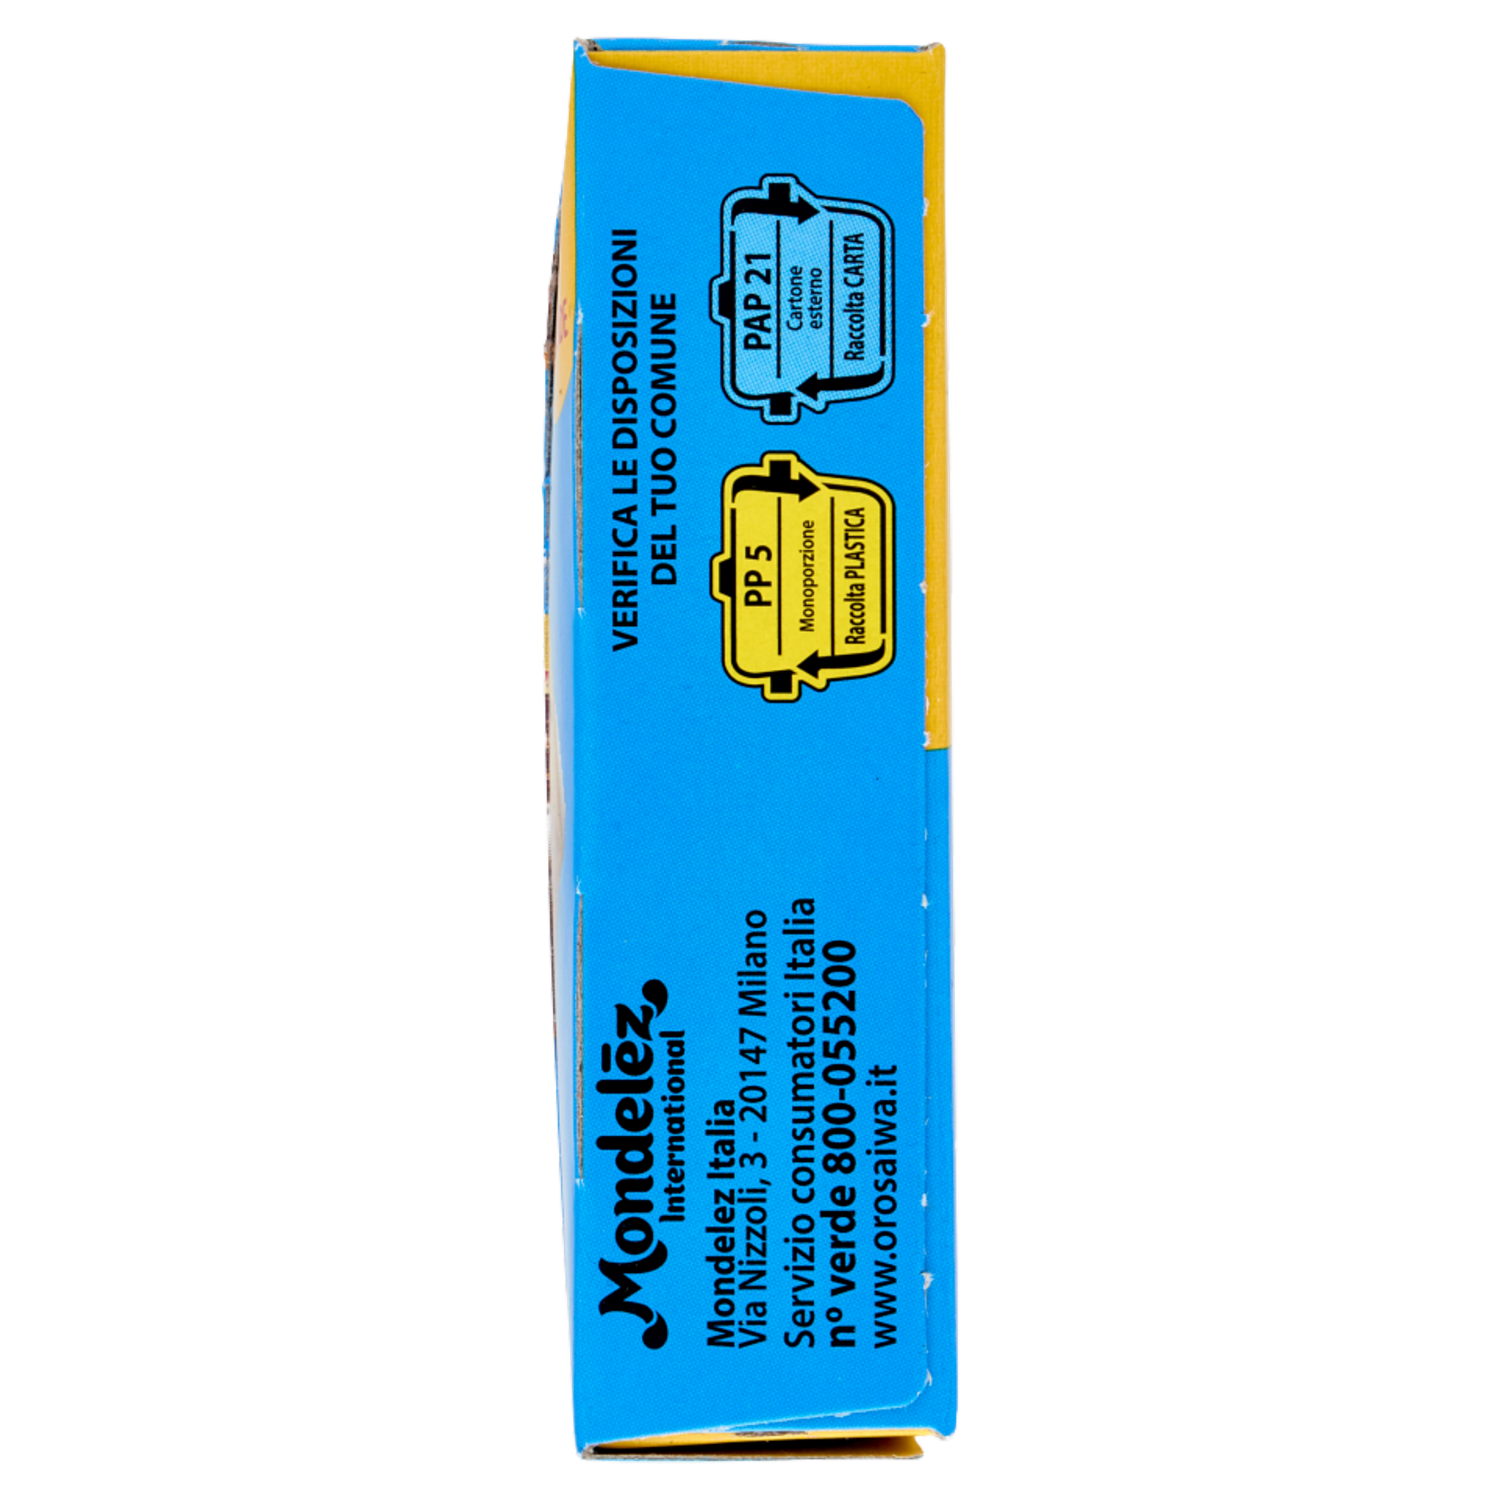 Mondelēz
International
Mondelez Italia
Via Nizzoli, 3 - 20147 Milano
Servizio consumatori Italia
n° verde 800-055200
www.orosaiwa.it
VERIFICA LE DISPOSIZIONI
DEL TUO COMUNE
PP 5
Monoporzione
Raccolta PLASTICA
PAP 21
Cartone
esterno
Raccolta CARTA